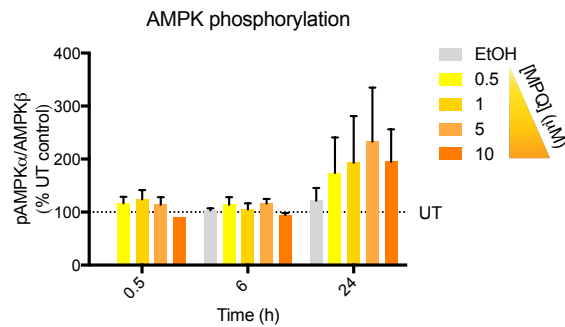 AMPK phosphorylation
pAMPKα/AMPKβ
(% UT control)
400
300
200
100
0
0.5
6
24
Time (h)
UT
EtOH
0.5
1
5
10
[MPQ] (μM)